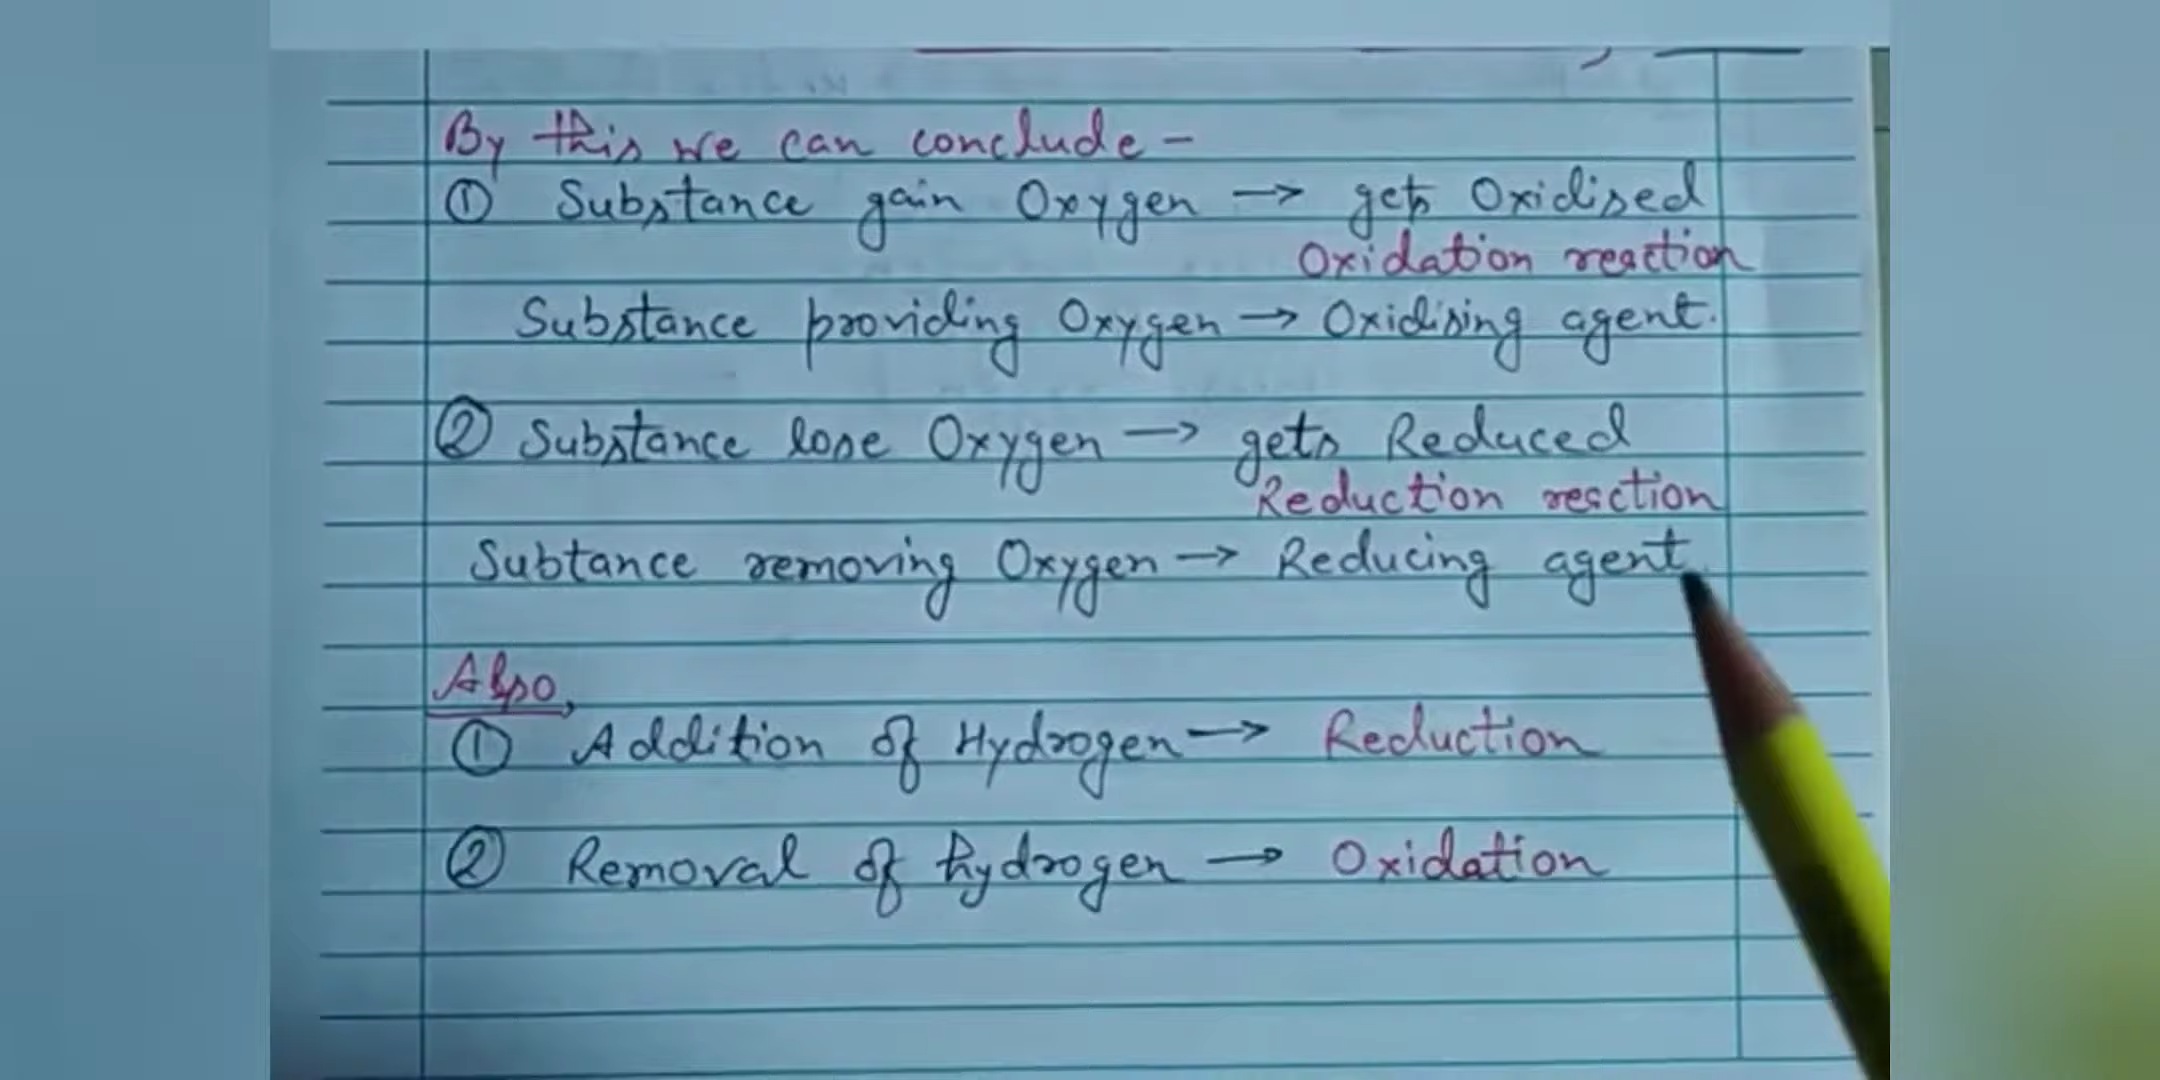 By this we can conclude -
① Substance gain Oxygen → gets Oxidised
Oxidation reaction
Substance providing Oxygen → Oxidising agent.
② Substance lose Oxygen → gets Reduced
Reduction reaction
Subtance removing Oxygen → Reducing agent.
Also,
① Addition of Hydrogen → Reduction
② Removal of hydrogen → Oxidation